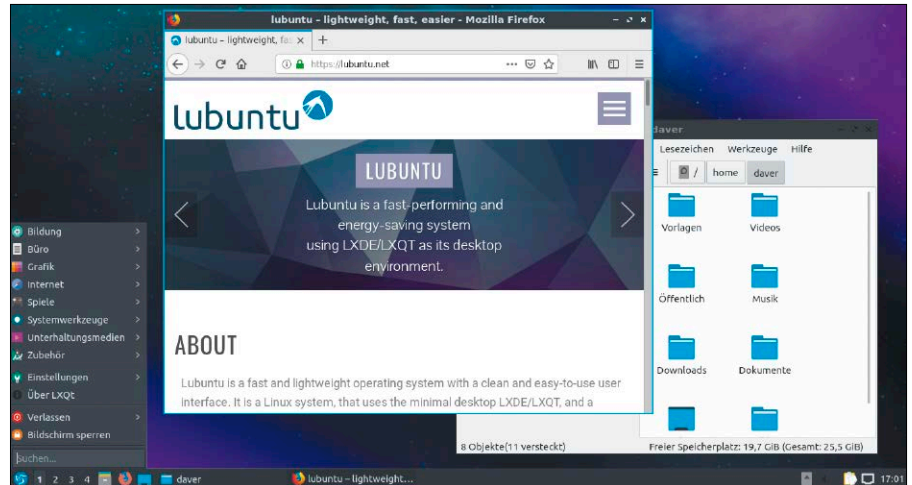 lubuntu – lightweight, fast, easier - Mozilla Firefox
lubuntu – lightweight, fas
https://lubuntu.net
lubuntu
LUBUNTU
Lubuntu is a fast-performing and
energy-saving system
using LXDE/LXQT as its desktop
environment.
ABOUT
Lubuntu is a fast and lightweight operating system with a clean and easy-to-use user
interface. It is a Linux system, that uses the minimal desktop LXDE/LXQT, and a
daver
Lesezeichen Werkzeuge Hilfe
/ home daver
Vorlagen Videos
Öffentlich Musik
Downloads Dokumente
8 Objekte(11 versteckt) Freier Speicherplatz: 19,7 GiB (Gesamt: 25,5 GiB)
Bildung
Büro
Grafik
Internet
Spiele
Systemwerkzeuge
Unterhaltungsmedien
Zubehör
Einstellungen
Über LXQt
Verlassen
Bildschirm sperren
Suchen...
1 2 3 4 daver lubuntu – lightweight... 17:01